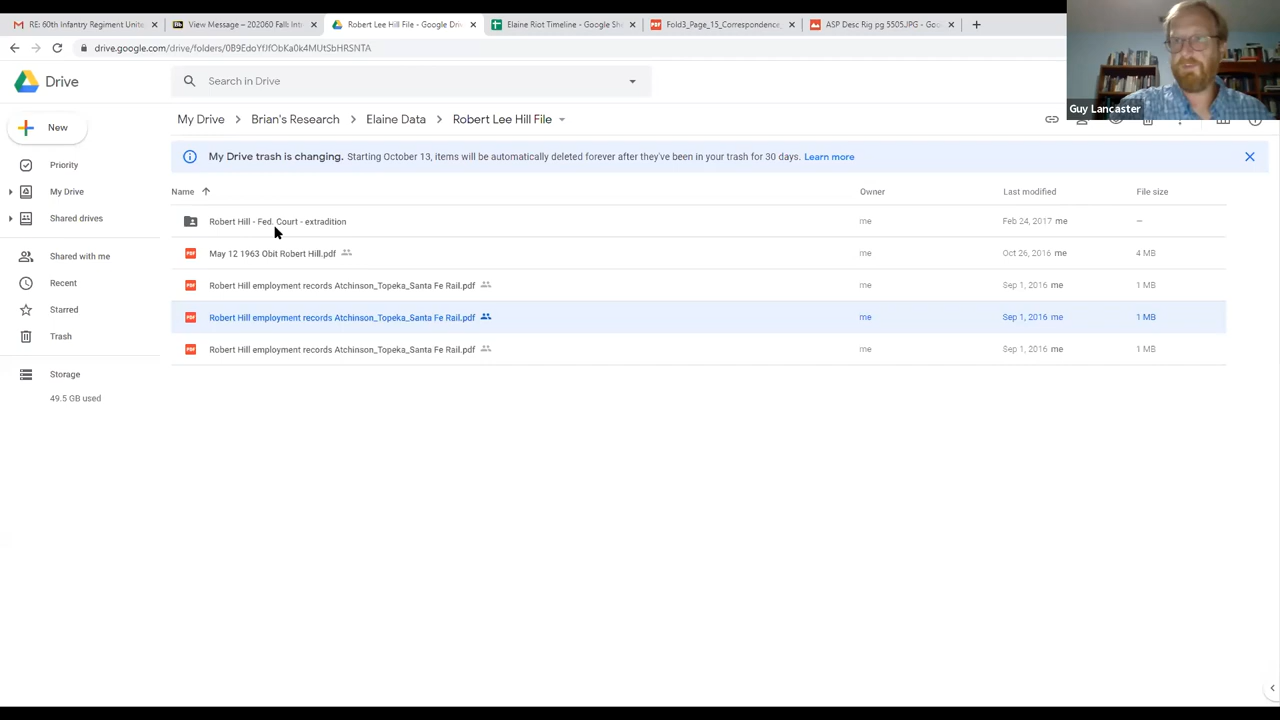 RE: 60th Infantry Regiment Unite
View Message – 202060 Fall: Intr
Robert Lee Hill File - Google Driv
Elaine Riot Timeline - Google She
Fold3_Page_15_Correspondence_
ASP Desc Rig pg 5505.JPG - Goo
drive.google.com/drive/folders/
Drive
Search in Drive
Guy Lancaster
New
My Drive
Brian's Research
Elaine Data
Robert Lee Hill File
My Drive trash is changing. Starting October 13, items will be automatically deleted forever after they've been in your trash for 30 days. Learn more
Priority
My Drive
Shared drives
Shared with me
Recent
Starred
Trash
Storage
49.5 GB used
Name Owner Last modified File size
Robert Hill - Fed. Court - extradition me Feb 24, 2017 me –
May 12 1963 Obit Robert Hill.pdf me Oct 26, 2016 me 4 MB
Robert Hill employment records Atchinson_Topeka_Santa Fe Rail.pdf me Sep 1, 2016 me 1 MB
Robert Hill employment records Atchinson_Topeka_Santa Fe Rail.pdf me Sep 1, 2016 me 1 MB
Robert Hill employment records Atchinson_Topeka_Santa Fe Rail.pdf me Sep 1, 2016 me 1 MB